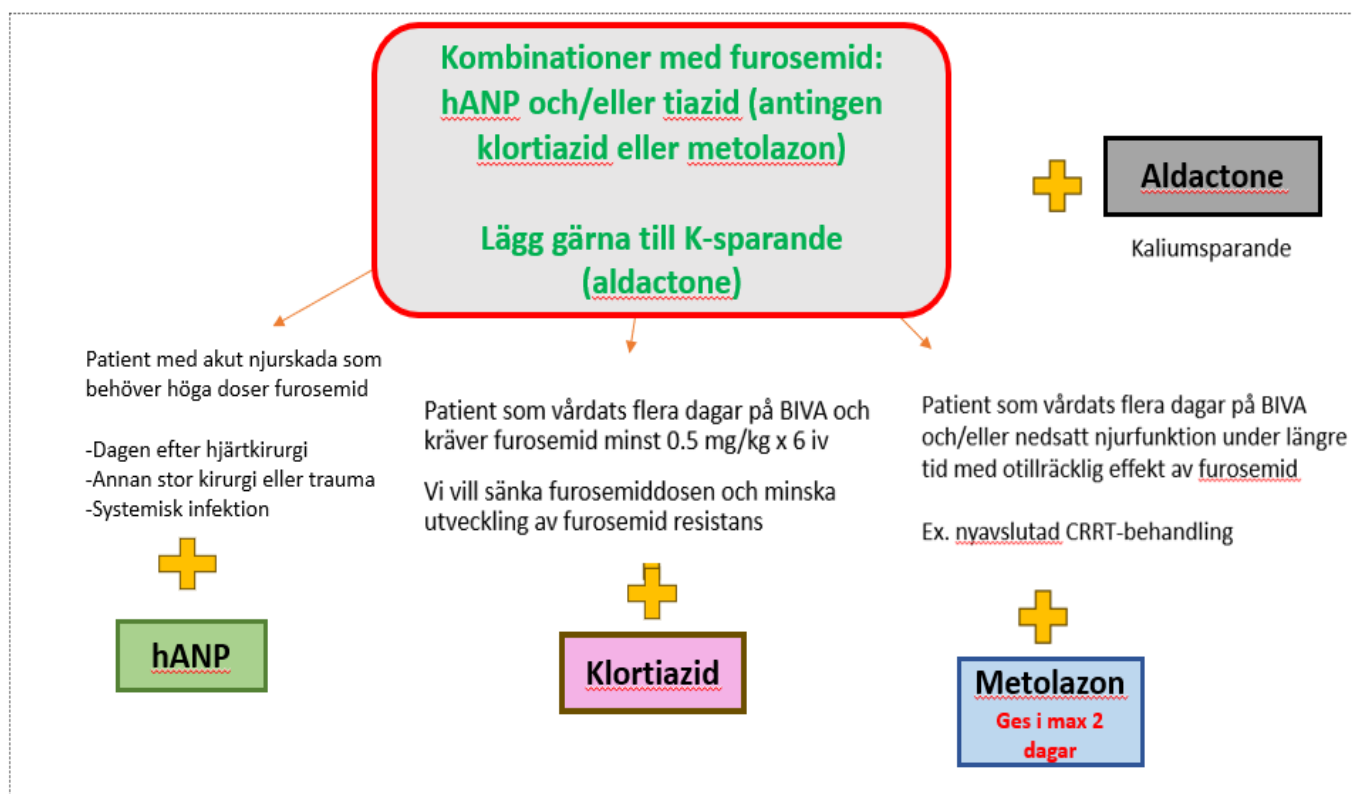 Kombinationer med furosemid:
hANP och/eller tiazid (antingen
klortiazid eller metolazon)
Lägg gärna till K-sparande
(aldactone)
Aldactone
Kaliumsparande
Patient med akut njurskada som
behöver höga doser furosemid
-Dagen efter hjärtkirurgi
-Annan stor kirurgi eller trauma
-Systemisk infektion
hANP
Patient som vårdats flera dagar på BIVA och
kräver furosemid minst 0.5 mg/kg x 6 iv
Vi vill sänka furosemiddosen och minska
utveckling av furosemid resistans
Klortiazid
Patient som vårdats flera dagar på BIVA
och/eller nedsatt njurfunktion under längre
tid med otillräcklig effekt av furosemid
Ex. nyavslutad CRRT-behandling
Metolazon
Ges i max 2
dagar